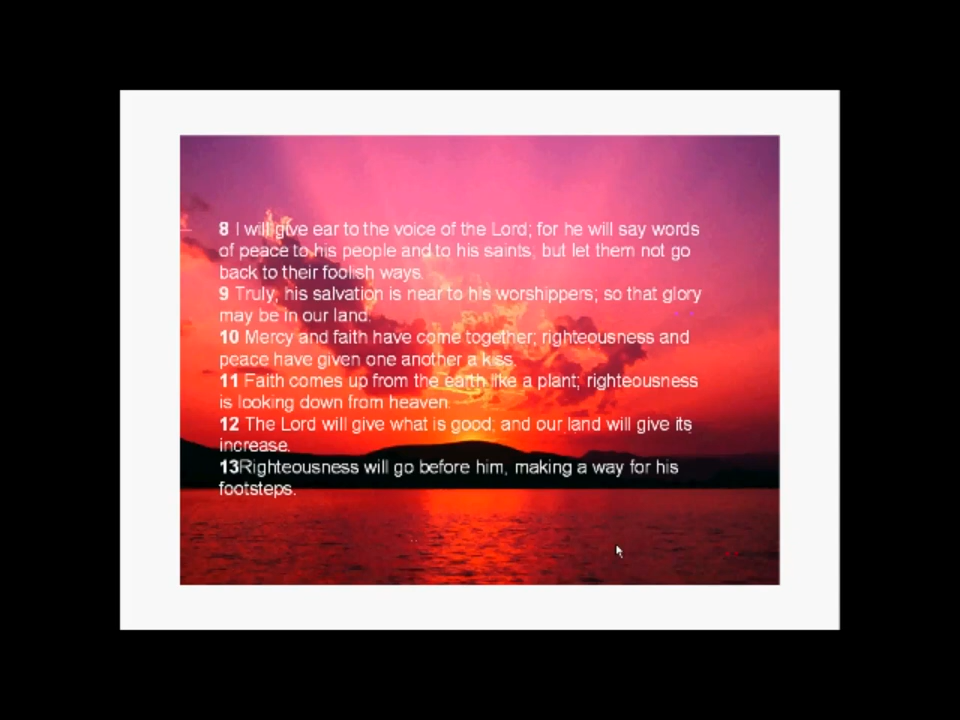 8 I will give ear to the voice of the Lord; for he will say words
of peace to his people and to his saints, but let them not go
back to their foolish ways.
9 Truly, his salvation is near to his worshippers; so that glory
may be in our land.
10 Mercy and faith have come together; righteousness and
peace have given one another a kiss.
11 Faith comes up from the earth like a plant; righteousness
is looking down from heaven.
12 The Lord will give what is good; and our land will give its
increase.
13Righteousness will go before him, making a way for his
footsteps.